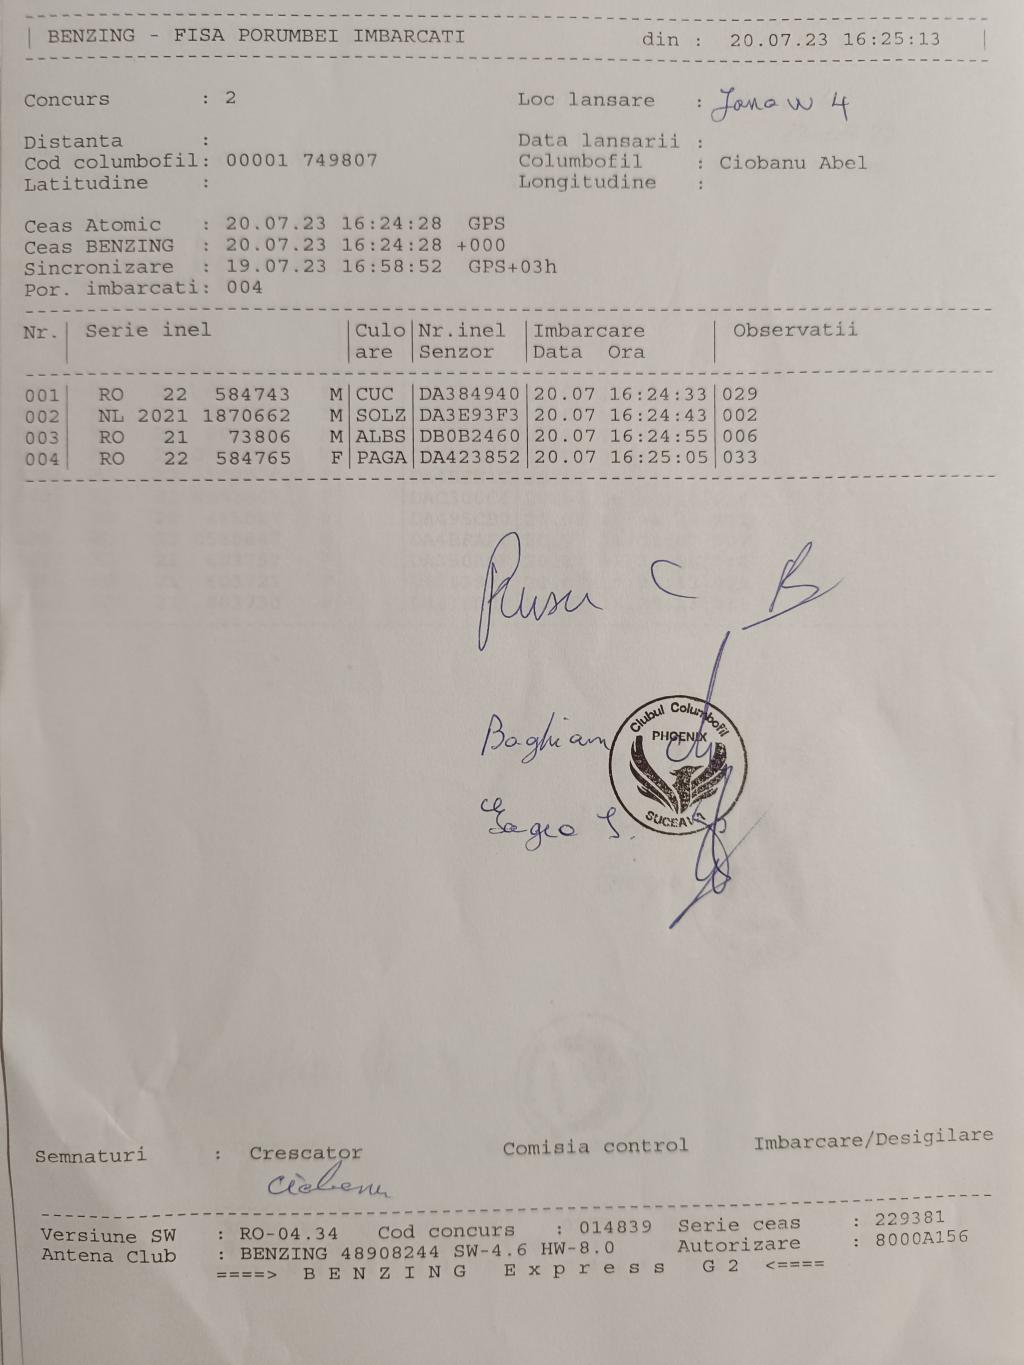 BENZING - FISA PORUMBEI IMBARCATI din : 20.07.23 16:25:13
Concurs : 2 Loc lansare : Janow 4
Distanta : Data lansarii :
Cod columbofil: 00001 749807 Columbofil : Ciobanu Abel
Latitudine : Longitudine :
Ceas Atomic : 20.07.23 16:24:28 GPS
Ceas BENZING : 20.07.23 16:24:28 +000
Sincronizare : 19.07.23 16:58:52 GPS+03h
Por. imbarcati: 004
Nr. Serie inel Culo Nr.inel Imbarcare Observatii
are Senzor Data Ora
001 RO 22 584743 M CUC DA384940 20.07 16:24:33 029
002 NL 2021 1870662 M SOLZ DA3E93F3 20.07 16:24:43 002
003 RO 21 73806 M ALBS DB0B2460 20.07 16:24:55 006
004 RO 22 584765 F PAGA DA423852 20.07 16:25:05 033
Rusu C
Clubul Columbofil
PHOENIX
SUCEAVA
Semnaturi : Crescator Comisia control Imbarcare/Desigilare
Versiune SW : RO-04.34 Cod concurs : 014839 Serie ceas : 229381
Antena Club : BENZING 48908244 SW-4.6 HW-8.0 Autorizare : 8000A156
====> B E N Z I N G E x p r e s s G 2 <====